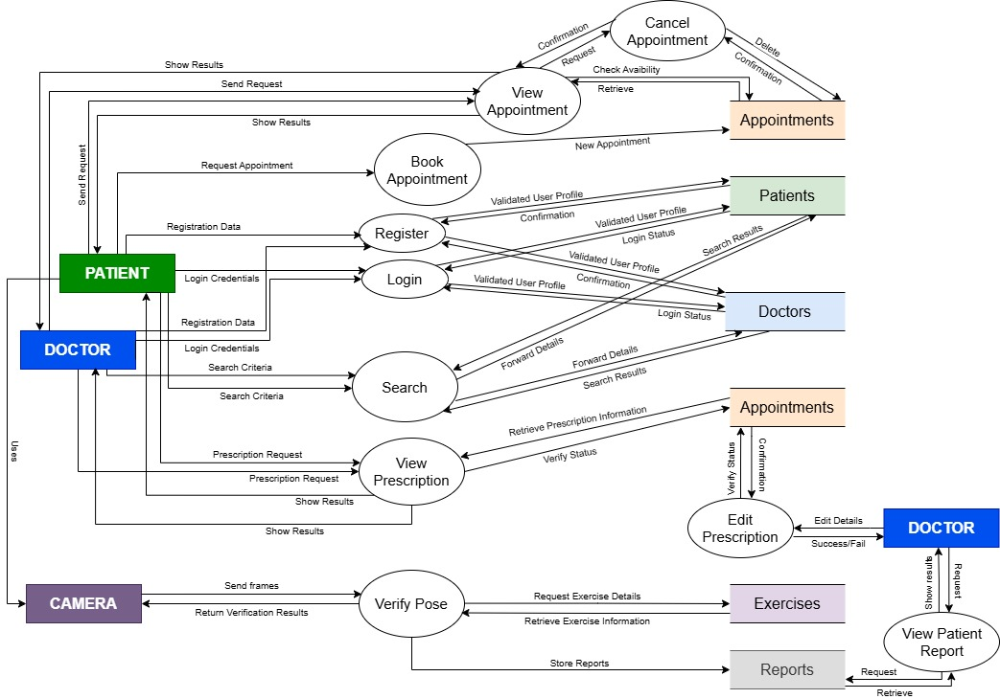 Cancel
Appointment
Confirmation
Request
Delete
Confirmation
Show Results
Check Avaibility
Send Request
Retrieve
View
Appointment
Show Results
Appointments
Send Request
New Appointment
Book
Appointment
Request Appointment
Validated User Profile
Confirmation
Patients
Registration Data
Register
Validated User Profile
Login Status
Search Results
PATIENT
Login Credentials
Login
Validated User Profile
Confirmation
Validated User Profile
Login Status
Doctors
Registration Data
DOCTOR
Login Credentials
Forward Details
Search Criteria
Search
Forward Details
Search Results
Search Criteria
Appointments
Retrieve Prescription Information
Verify Status
Uses
Prescription Request
View
Prescription
Prescription Request
Show Results
Show Results
Verify Status
Confirmation
Edit
Prescription
Edit Details
Success/Fail
DOCTOR
Show results
Request
Send frames
CAMERA
Return Verification Results
Verify Pose
Request Exercise Details
Retrieve Exercise Information
Exercises
View Patient
Report
Store Reports
Reports
Request
Retrieve